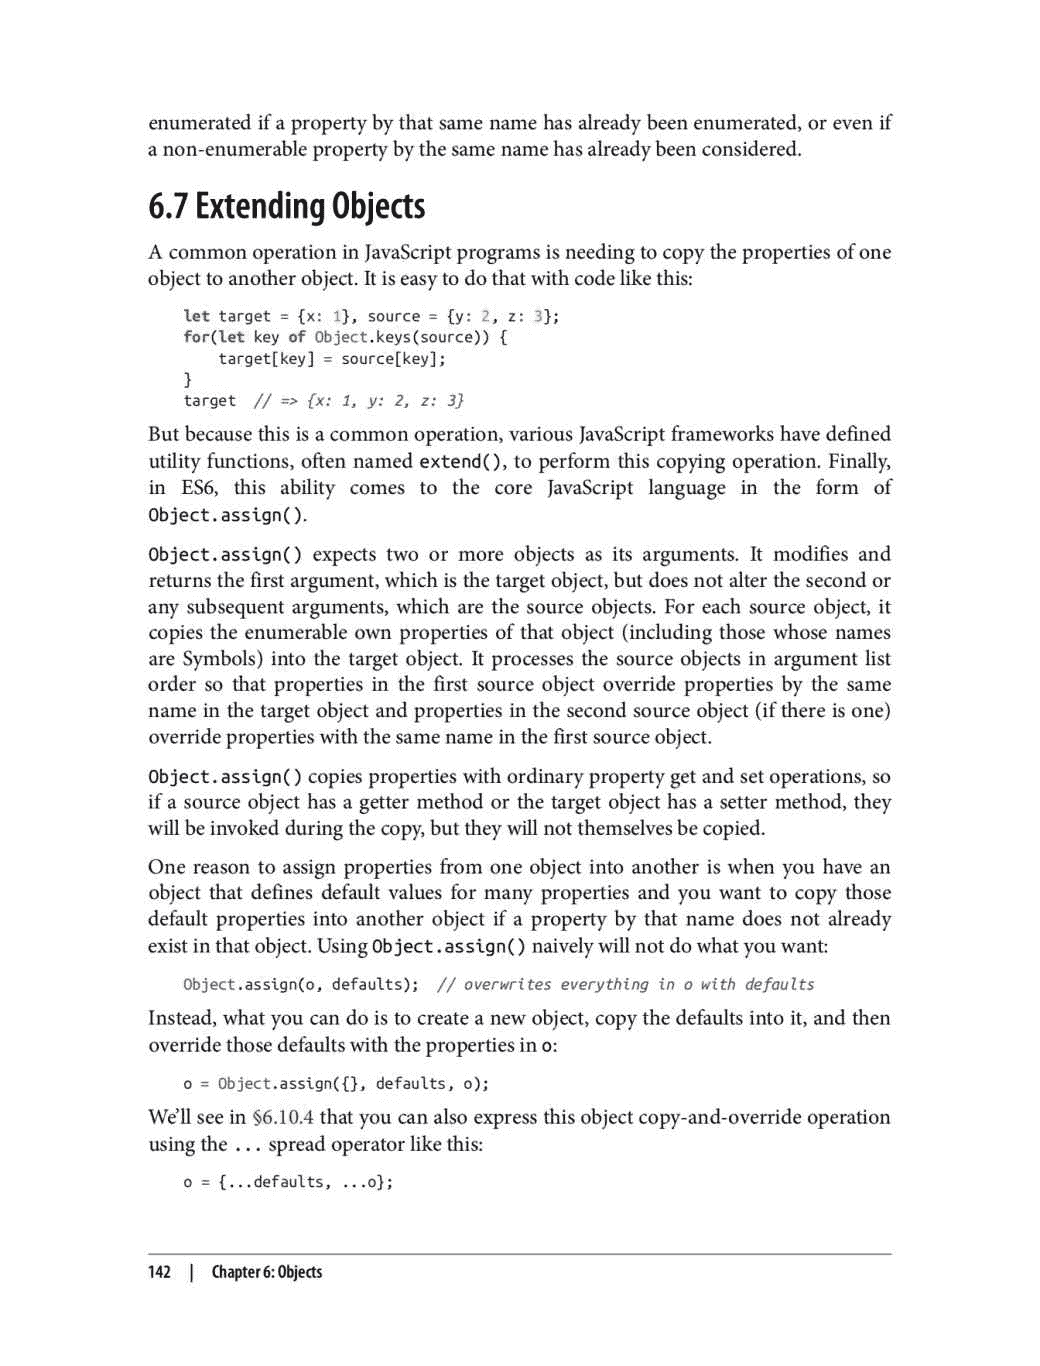 enumerated if a property by that same name has already been enumerated, or even if
a non-enumerable property by the same name has already been considered.
6.7 Extending Objects
A common operation in JavaScript programs is needing to copy the properties of one
object to another object. It is easy to do that with code like this:
let target = {x: 1}, source = {y: 2, z: 3};
for(let key of Object.keys(source)) {
    target[key] = source[key];
}
target  // => {x: 1, y: 2, z: 3}
But because this is a common operation, various JavaScript frameworks have defined
utility functions, often named extend(), to perform this copying operation. Finally,
in ES6, this ability comes to the core JavaScript language in the form of
Object.assign().
Object.assign() expects two or more objects as its arguments. It modifies and
returns the first argument, which is the target object, but does not alter the second or
any subsequent arguments, which are the source objects. For each source object, it
copies the enumerable own properties of that object (including those whose names
are Symbols) into the target object. It processes the source objects in argument list
order so that properties in the first source object override properties by the same
name in the target object and properties in the second source object (if there is one)
override properties with the same name in the first source object.
Object.assign() copies properties with ordinary property get and set operations, so
if a source object has a getter method or the target object has a setter method, they
will be invoked during the copy, but they will not themselves be copied.
One reason to assign properties from one object into another is when you have an
object that defines default values for many properties and you want to copy those
default properties into another object if a property by that name does not already
exist in that object. Using Object.assign() naively will not do what you want:
Object.assign(o, defaults);  // overwrites everything in o with defaults
Instead, what you can do is to create a new object, copy the defaults into it, and then
override those defaults with the properties in o:
o = Object.assign({}, defaults, o);
We'll see in §6.10.4 that you can also express this object copy-and-override operation
using the ... spread operator like this:
o = {...defaults, ...o};
142 | Chapter 6: Objects